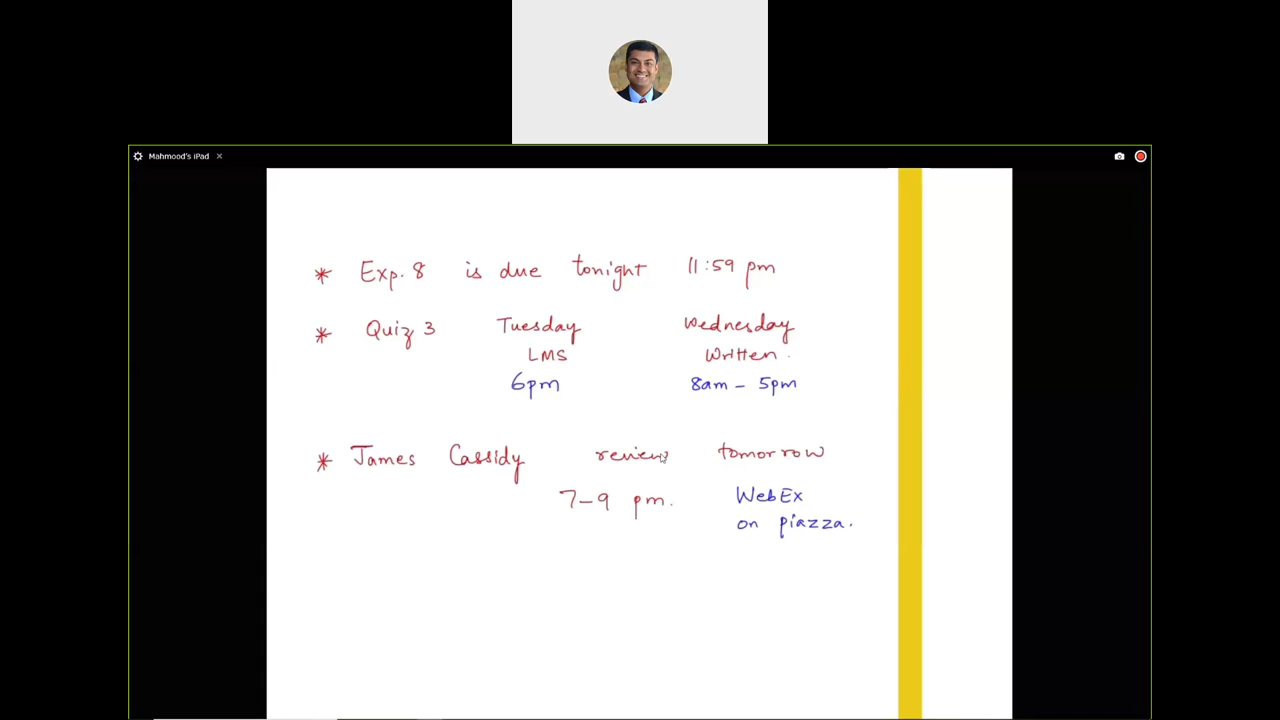 Mahmood's iPad
* Exp. 8 is due tonight 11:59 pm
* Quiz 3 Tuesday Wednesday
LMS Written.
6pm 8am - 5pm
* James Cassidy review tomorrow
7-9 pm. WebEx
on piazza.